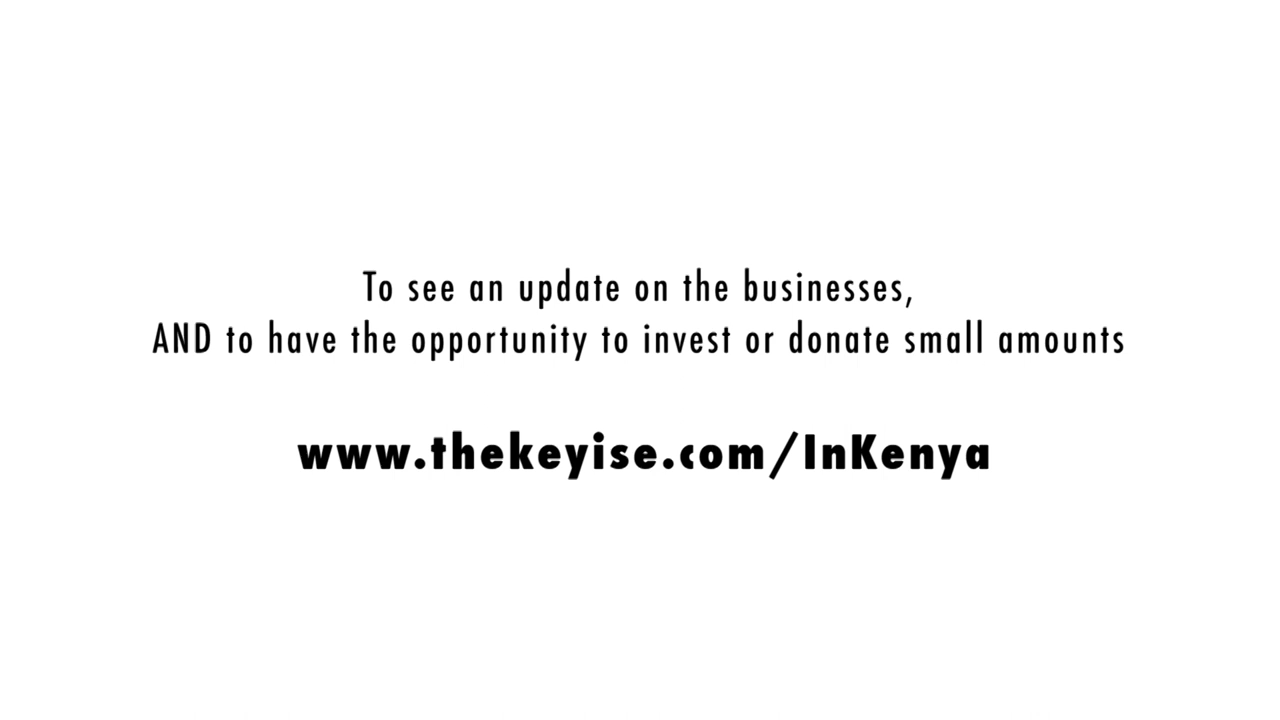 To see an update on the businesses,
AND to have the opportunity to invest or donate small amounts
www.thekeyise.com/InKenya